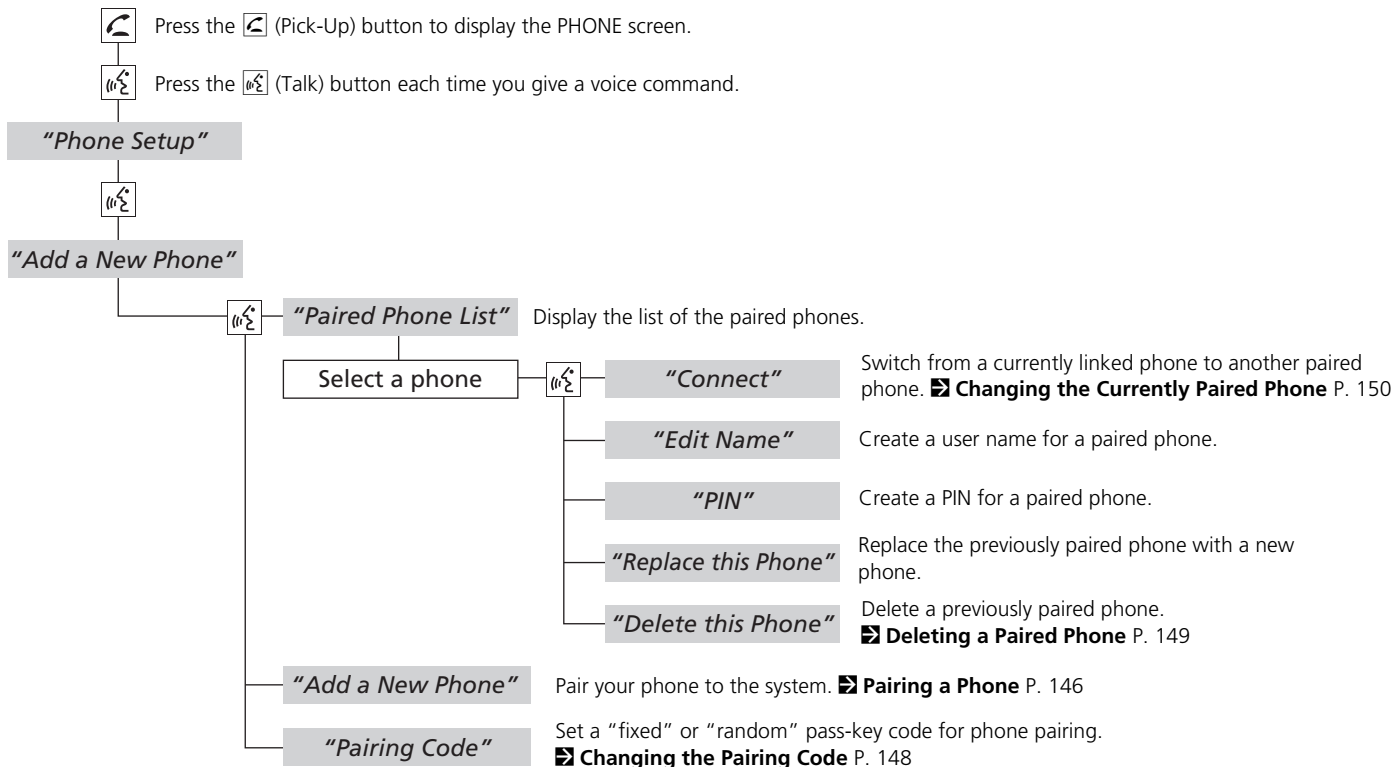 Press the (Pick-Up) button to display the PHONE screen.
Press the (Talk) button each time you give a voice command.
“Phone Setup”
“Add a New Phone”
“Paired Phone List” Display the list of the paired phones.
Select a phone
“Connect” Switch from a currently linked phone to another paired
phone. Changing the Currently Paired Phone P. 150
“Edit Name” Create a user name for a paired phone.
“PIN” Create a PIN for a paired phone.
“Replace this Phone” Replace the previously paired phone with a new
phone.
“Delete this Phone” Delete a previously paired phone.
Deleting a Paired Phone P. 149
“Add a New Phone” Pair your phone to the system. Pairing a Phone P. 146
“Pairing Code” Set a “fixed” or “random” pass-key code for phone pairing.
Changing the Pairing Code P. 148